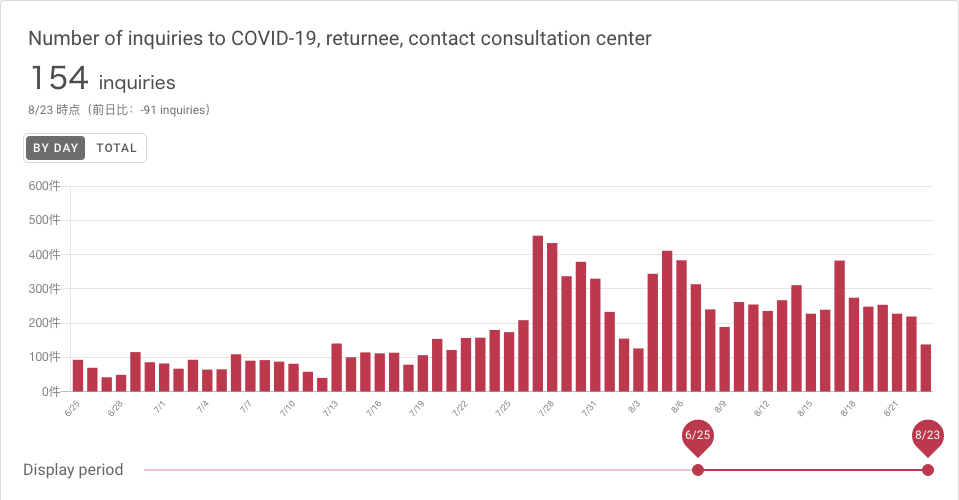 Number of inquiries to COVID-19, returnee, contact consultation center
154 inquiries
8/23 時点（前日比：-91 inquiries）
BY DAY TOTAL
600件
500件
400件
300件
200件
100件
0件
6/25 6/28 7/1 7/4 7/7 7/10 7/13 7/16 7/19 7/22 7/25 7/28 7/31 8/3 8/6 8/9 8/12 8/15 8/18 8/21
6/25 8/23
Display period